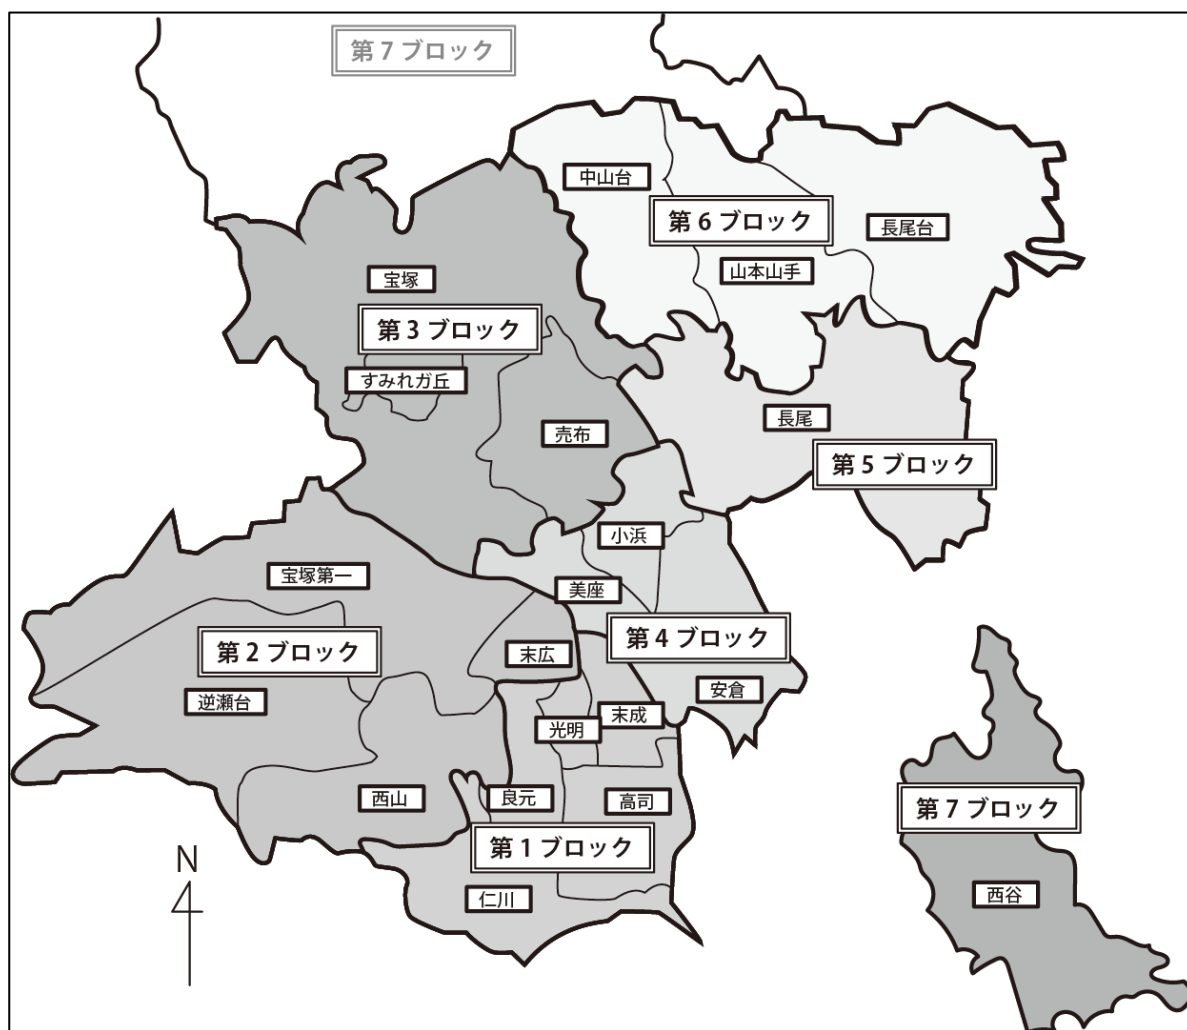 第7ブロック
中山台
第6ブロック
長尾台
山本山手
宝塚
第3ブロック
すみれガ丘
売布
長尾
第5ブロック
小浜
宝塚第一
美座
第4ブロック
第2ブロック
末広
逆瀬台
安倉
末成
光明
西山
良元
高司
第7ブロック
第1ブロック
N
仁川
西谷